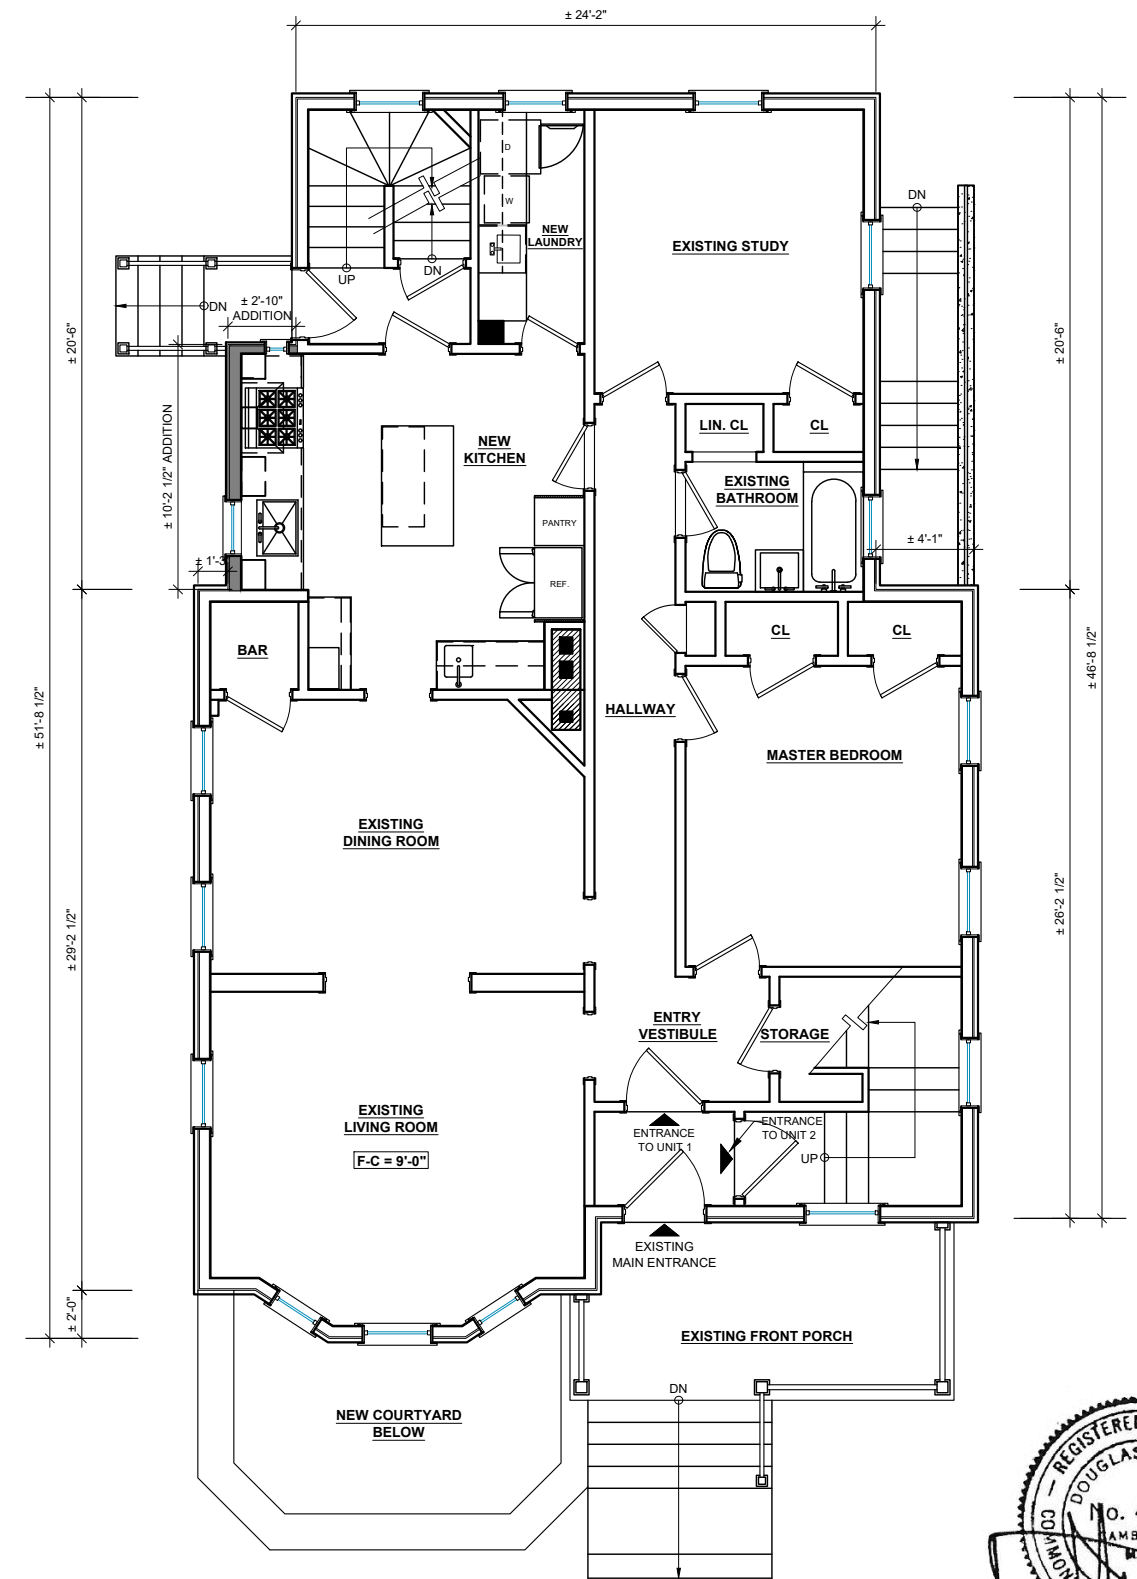 ± 24'-2"
DN
D
W
NEW
LAUNDRY
EXISTING STUDY
UP
DN
DN
± 2'-10"
ADDITION
± 20'-6"
± 20'-6"
± 10'-2 1/2" ADDITION
NEW
KITCHEN
LIN. CL
CL
EXISTING
BATHROOM
PANTRY
REF.
± 1'-3
± 4'-1"
BAR
CL
CL
± 51'-8 1/2"
± 46'-8 1/2"
HALLWAY
MASTER BEDROOM
EXISTING
DINING ROOM
± 29'-2 1/2"
± 26'-2 1/2"
ENTRY
VESTIBULE
STORAGE
EXISTING
LIVING ROOM
F-C = 9'-0"
ENTRANCE
TO UNIT 1
ENTRANCE
TO UNIT 2
UP
EXISTING
MAIN ENTRANCE
± 2'-0"
EXISTING FRONT PORCH
DN
NEW COURTYARD
BELOW
REGISTERED
DOUGLAS
No.
COMMON